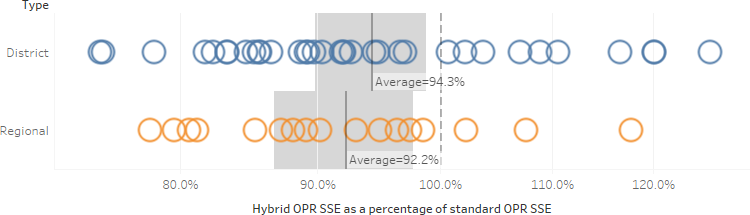 Type
District
Average=94.3%
Regional
Average=92.2%
80.0% 90.0% 100.0% 110.0% 120.0%
Hybrid OPR SSE as a percentage of standard OPR SSE